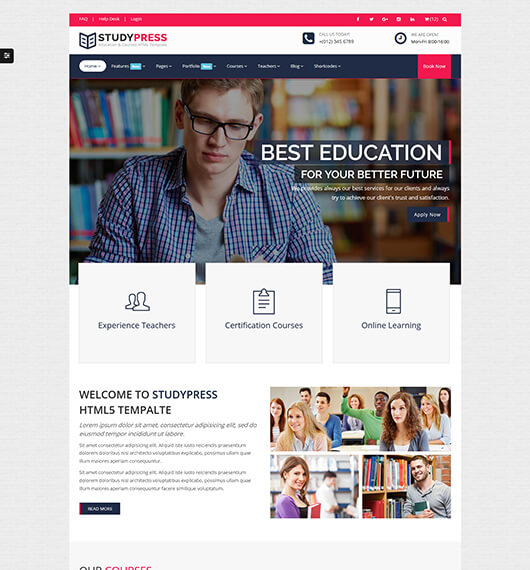 FAQ | Help Desk | Login
(12)
STUDYPRESS
Education & Courses HTML Template
CALL US TODAY!
+(012) 345 6789
WE ARE OPEN!
Mon-Fri 8:00-16:00
Home Features New Pages Portfolio New Courses Teachers Blog Shortcodes Book Now
BEST EDUCATION
FOR YOUR BETTER FUTURE
We provides always our best services for our clients and always
try to achieve our client's trust and satisfaction.
Apply Now
Experience Teachers
Certification Courses
Online Learning
WELCOME TO STUDYPRESS
HTML5 TEMPALTE
Lorem ipsum dolor sit amet, consectetur adipisicing elit, sed do
eiusmod tempor incididunt ut labore.
Sit amet consectetur adipisicing elit. Aliquid iste iusto reiciendis praesentium
dolorem doloribus nisi architecto voluptatibus explicabo. Maxime possimus ullam quae
illum maiores aperiam consequuntur.
Sit amet consectetur adipisicing elit. Aliquid iusto reiciendis praesentium
dolorem doloribus nisi architecto voluptatibus explicabo, possimus ullam quae
illum maiores aperiam consequuntur facere similique voluptatum.
READ MORE
OUR COURSES